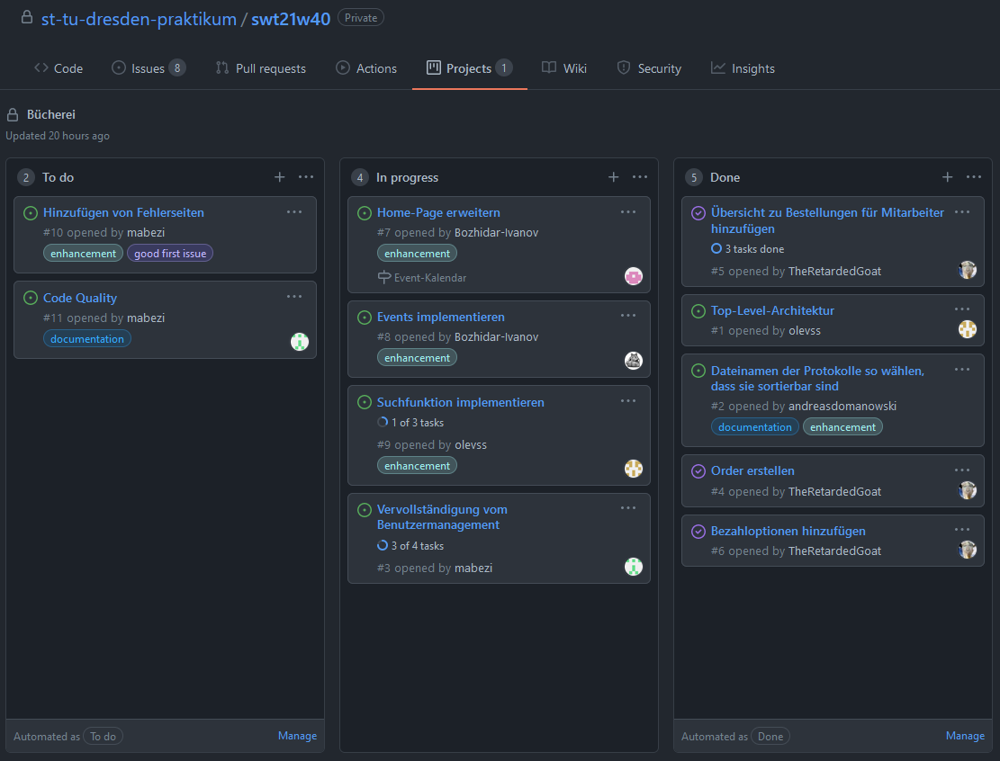 st-tu-dresden-praktikum / swt21w40 Private
Code Issues 8 Pull requests Actions Projects 1 Wiki Security Insights
Bücherei
Updated 20 hours ago
2 To do
Hinzufügen von Fehlerseiten
#10 opened by mabezi
enhancement good first issue
Code Quality
#11 opened by mabezi
documentation
Automated as To do Manage
4 In progress
Home-Page erweitern
#7 opened by Bozhidar-Ivanov
enhancement
Event-Kalendar
Events implementieren
#8 opened by Bozhidar-Ivanov
enhancement
Suchfunktion implementieren
1 of 3 tasks
#9 opened by olevss
enhancement
Vervollständigung vom
Benutzermanagement
3 of 4 tasks
#3 opened by mabezi
5 Done
Übersicht zu Bestellungen für Mitarbeiter
hinzufügen
3 tasks done
#5 opened by TheRetardedGoat
Top-Level-Architektur
#1 opened by olevss
Dateinamen der Protokolle so wählen,
dass sie sortierbar sind
#2 opened by andreasdomanowski
documentation enhancement
Order erstellen
#4 opened by TheRetardedGoat
Bezahloptionen hinzufügen
#6 opened by TheRetardedGoat
Automated as Done Manage